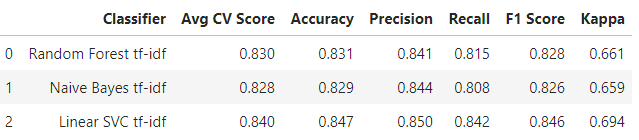 Classifier Avg CV Score Accuracy Precision Recall F1 Score Kappa
0 Random Forest tf-idf 0.830 0.831 0.841 0.815 0.828 0.661
1 Naive Bayes tf-idf 0.828 0.829 0.844 0.808 0.826 0.659
2 Linear SVC tf-idf 0.840 0.847 0.850 0.842 0.846 0.694